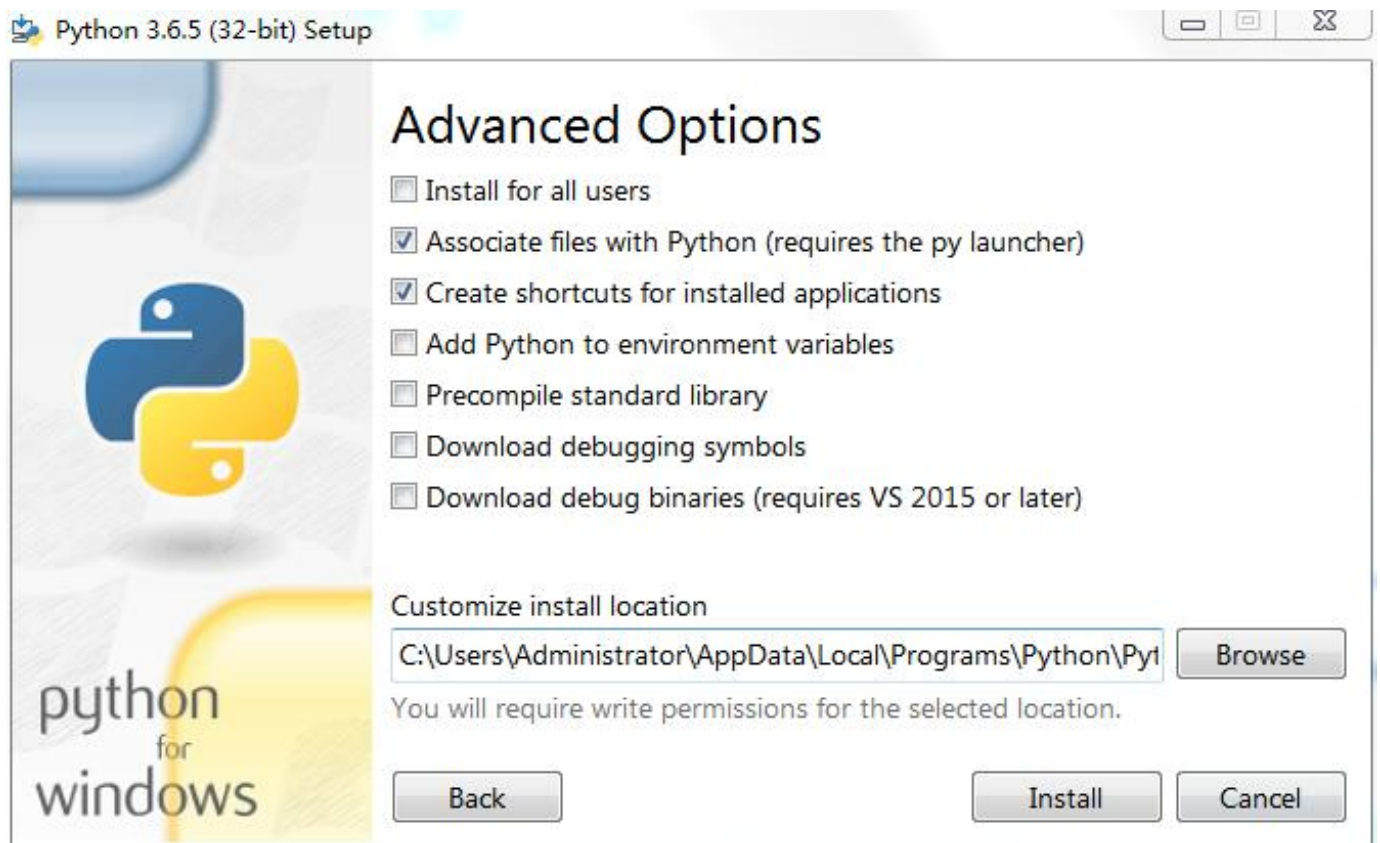 Python 3.6.5 (32-bit) Setup
Advanced Options
Install for all users
Associate files with Python (requires the py launcher)
Create shortcuts for installed applications
Add Python to environment variables
Precompile standard library
Download debugging symbols
Download debug binaries (requires VS 2015 or later)
Customize install location
C:\Users\Administrator\AppData\Local\Programs\Python\Pyt
Browse
You will require write permissions for the selected location.
python
for
windows
Back
Install
Cancel